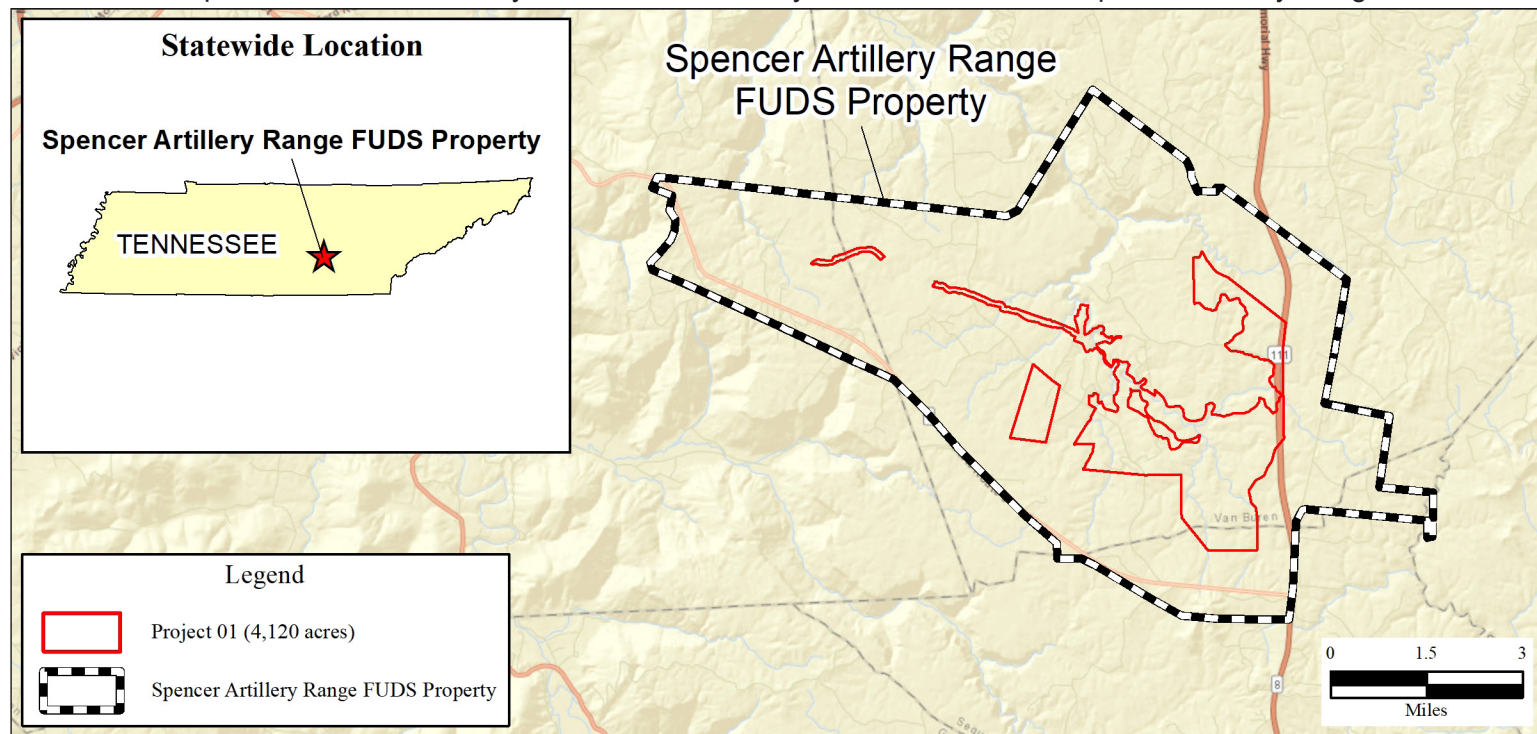 Statewide Location
Spencer Artillery Range FUDS Property
TENNESSEE
Spencer Artillery Range
FUDS Property
111
Van Buren
8
Legend
Project 01 (4,120 acres)
Spencer Artillery Range FUDS Property
0 1.5 3
Miles